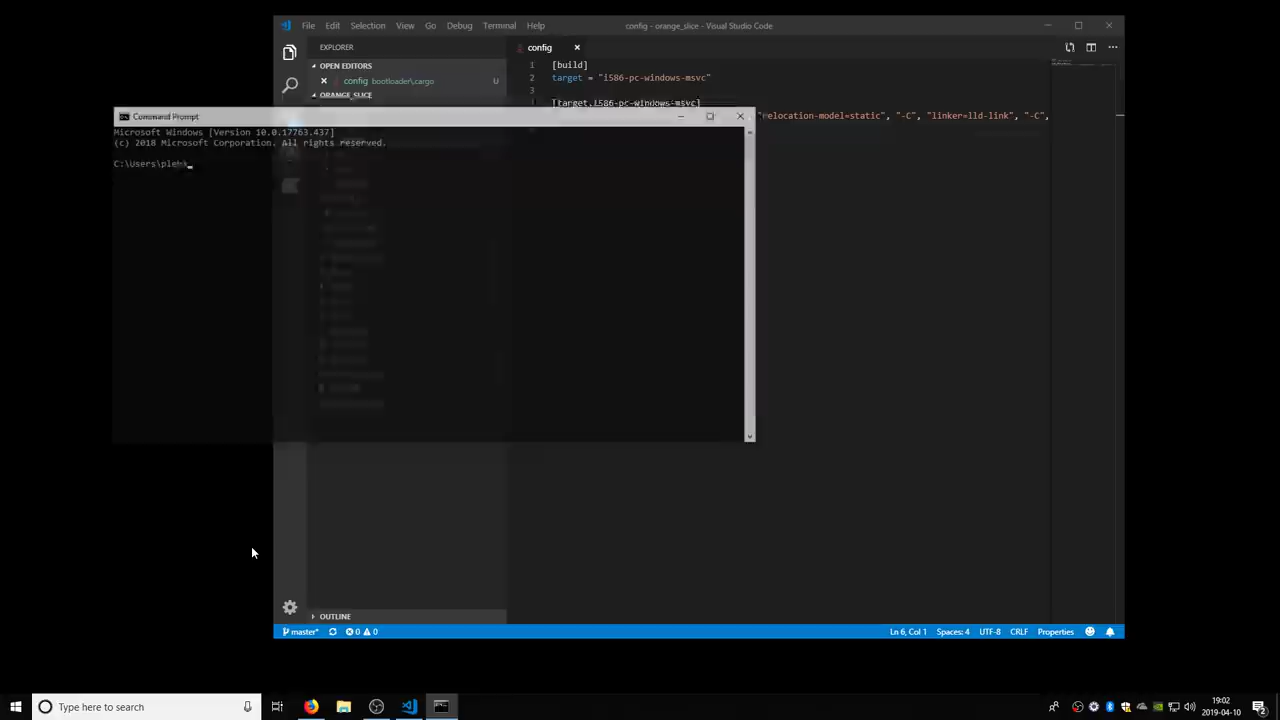 File Edit Selection View Go Debug Terminal Help
config - orange_slice - Visual Studio Code
EXPLORER
config
OPEN EDITORS
config bootloader\.cargo U
ORANGE_SLICE
1 [build]
2 target = "i586-pc-windows-msvc"
3
[target.i586-pc-windows-msvc]
relocation-model=static", "-C", "linker=lld-link", "-C",
Command Prompt
Microsoft Windows [Version 10.0.17763.437]
(c) 2018 Microsoft Corporation. All rights reserved.
OUTLINE
master* 0 0
Ln 6, Col 1 Spaces: 4 UTF-8 CRLF Properties
Type here to search
19:02
2019-04-10
2